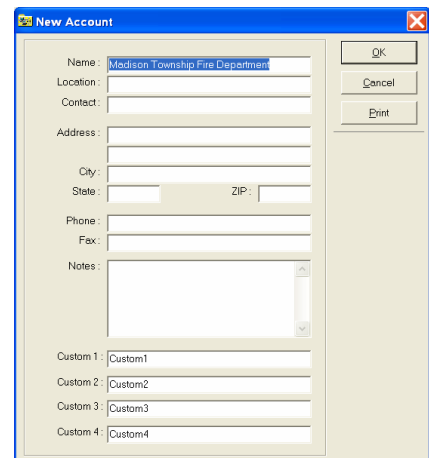 New Account
Name : Madison Township Fire Department
OK
Location :
Cancel
Contact :
Print
Address :
City :
State : ZIP :
Phone :
Fax :
Notes :
Custom 1 : Custom1
Custom 2 : Custom2
Custom 3 : Custom3
Custom 4 : Custom4